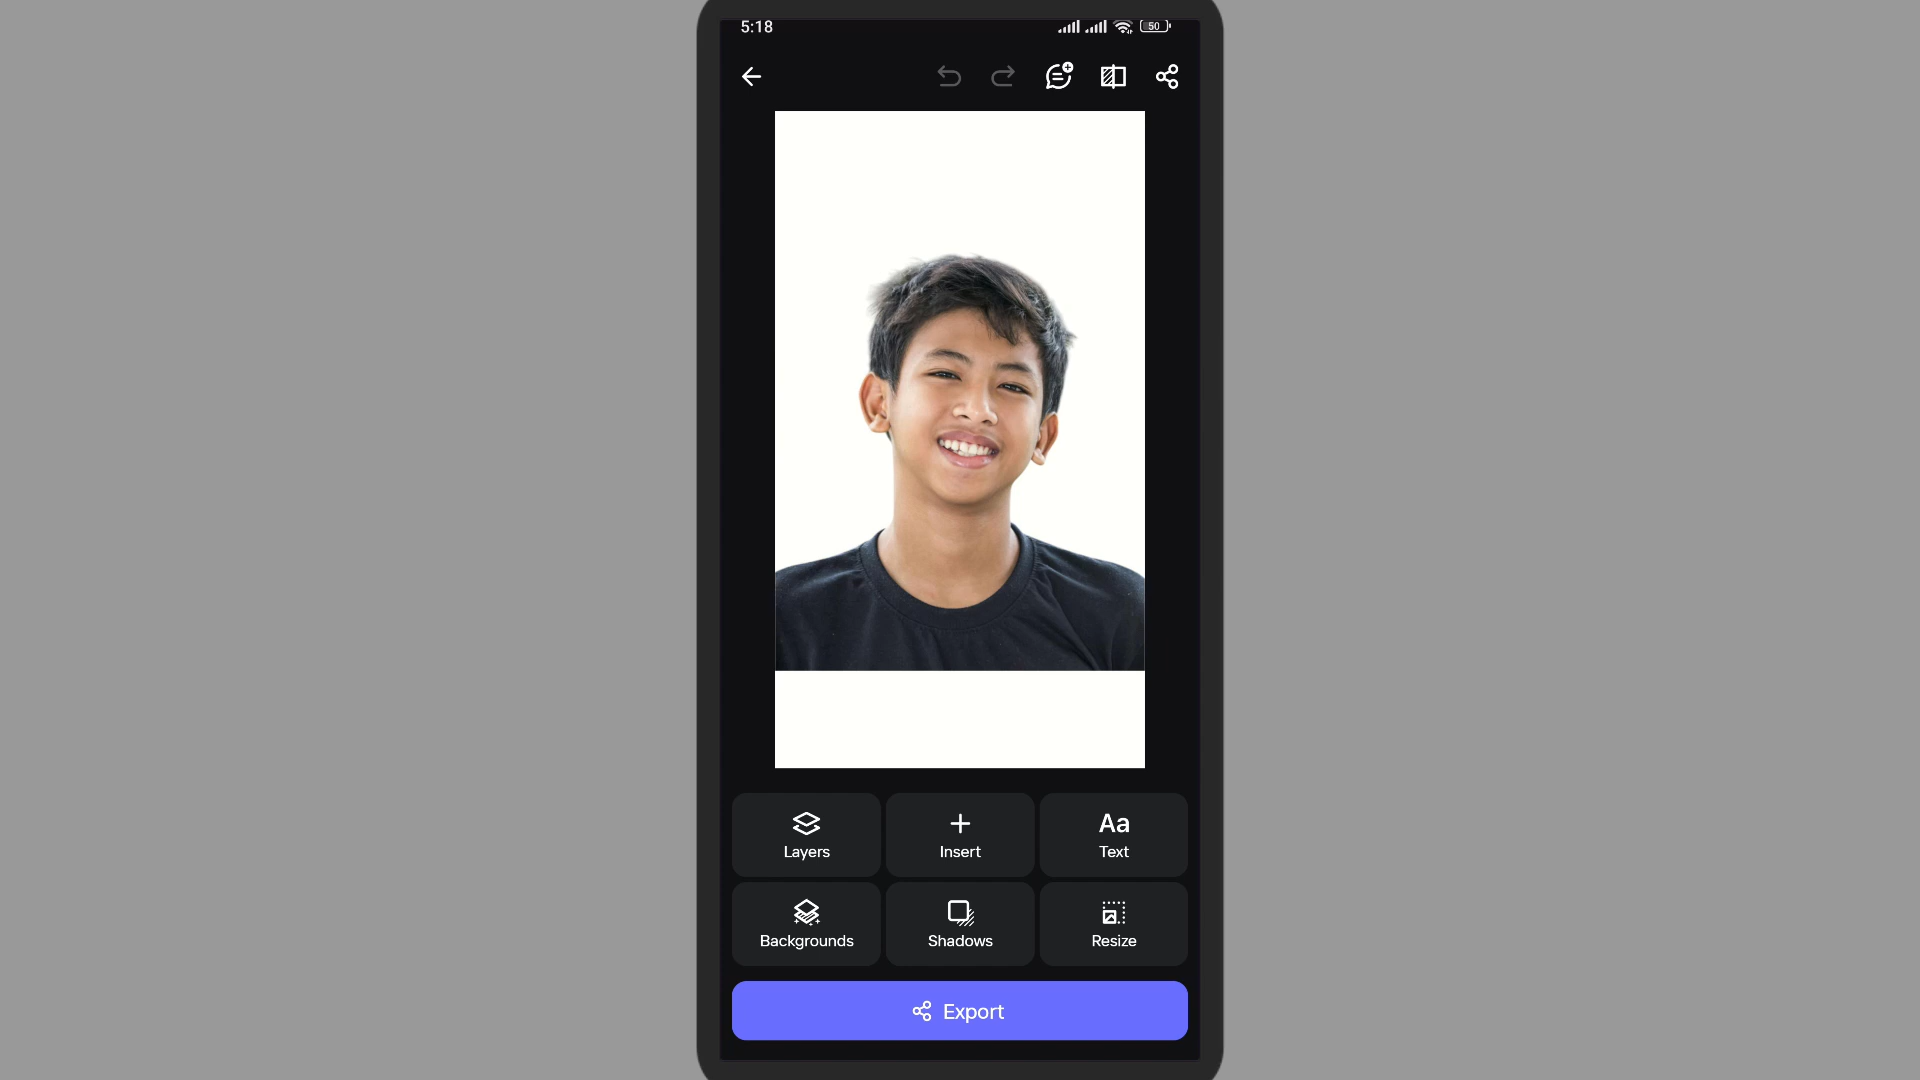 5:18
50
Layers
Insert
Aa
Text
Backgrounds
Shadows
Resize
Export